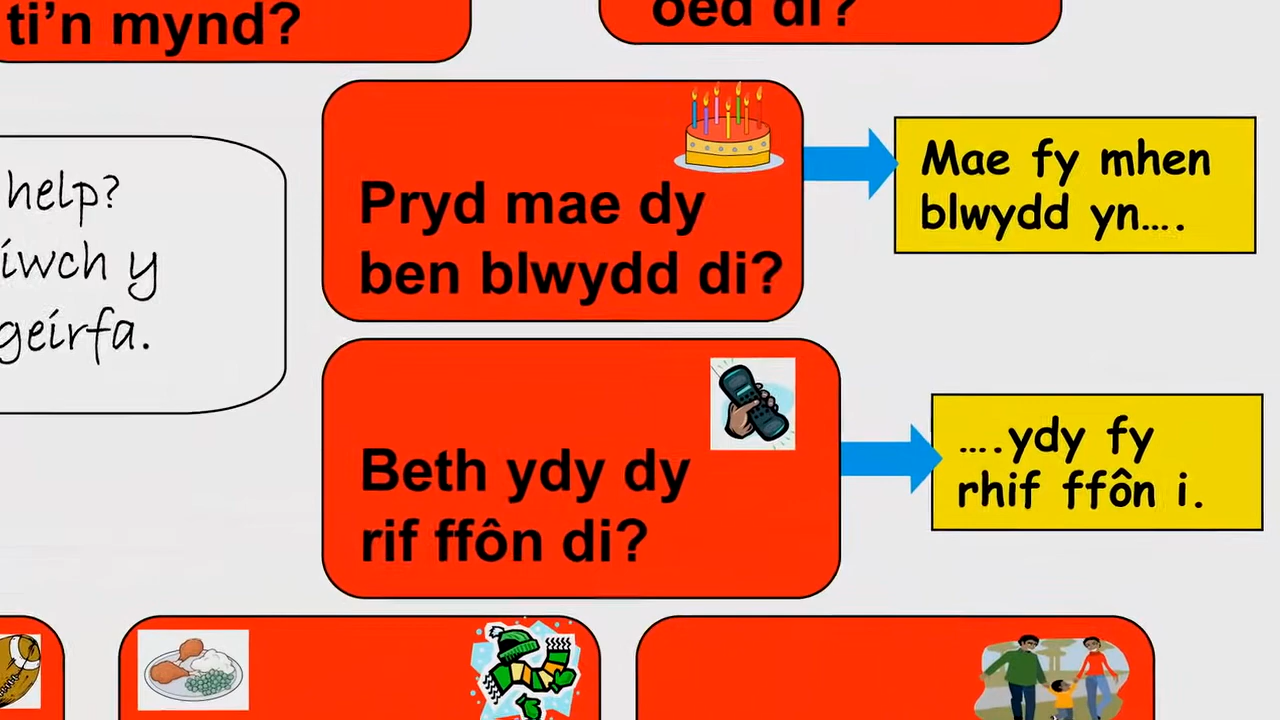 ti’n mynd?
oed di?
Pryd mae dy
ben blwydd di?
Mae fy mhen
blwydd yn….
help?
iwch y
geirfa.
Beth ydy dy
rif ffôn di?
….ydy fy
rhif ffôn i.